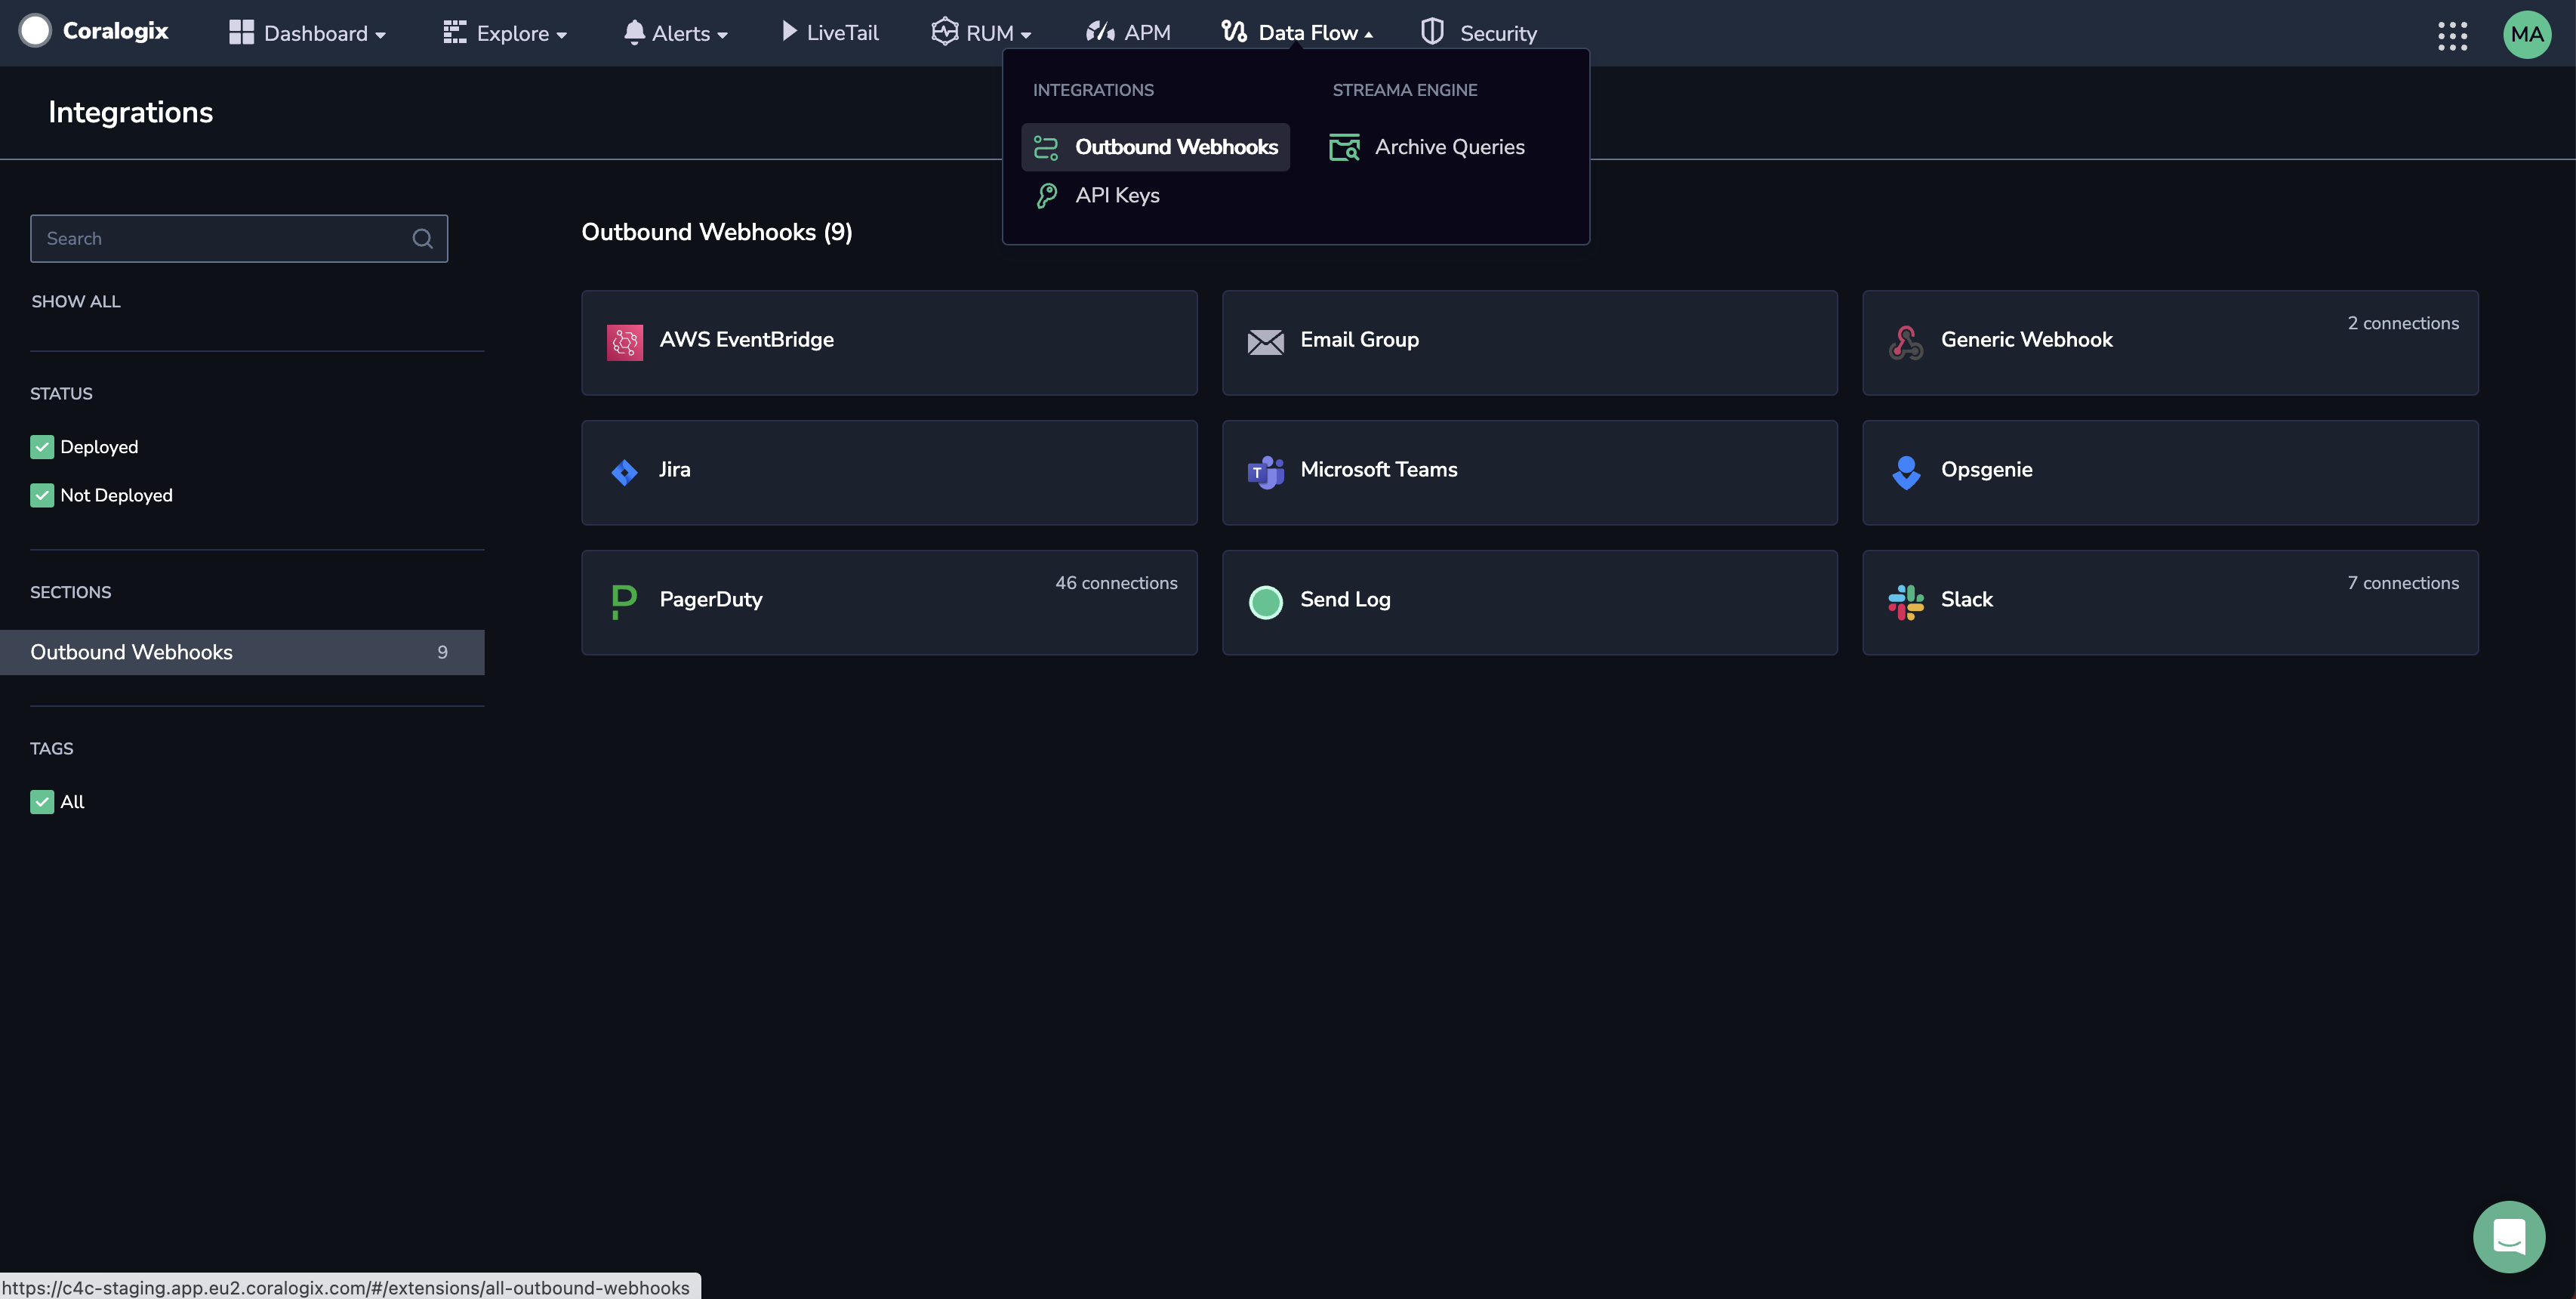 Coralogix
Dashboard
Explore
Alerts
LiveTail
RUM
APM
Data Flow
Security
MA
INTEGRATIONS
STREAMA ENGINE
Outbound Webhooks
Archive Queries
API Keys
Integrations
Search
SHOW ALL
STATUS
Deployed
Not Deployed
SECTIONS
Outbound Webhooks 9
TAGS
All
Outbound Webhooks (9)
AWS EventBridge
Email Group
Generic Webhook
2 connections
Jira
Microsoft Teams
T
Opsgenie
PagerDuty
46 connections
Send Log
Slack
7 connections
https://c4c-staging.app.eu2.coralogix.com/#/extensions/all-outbound-webhooks